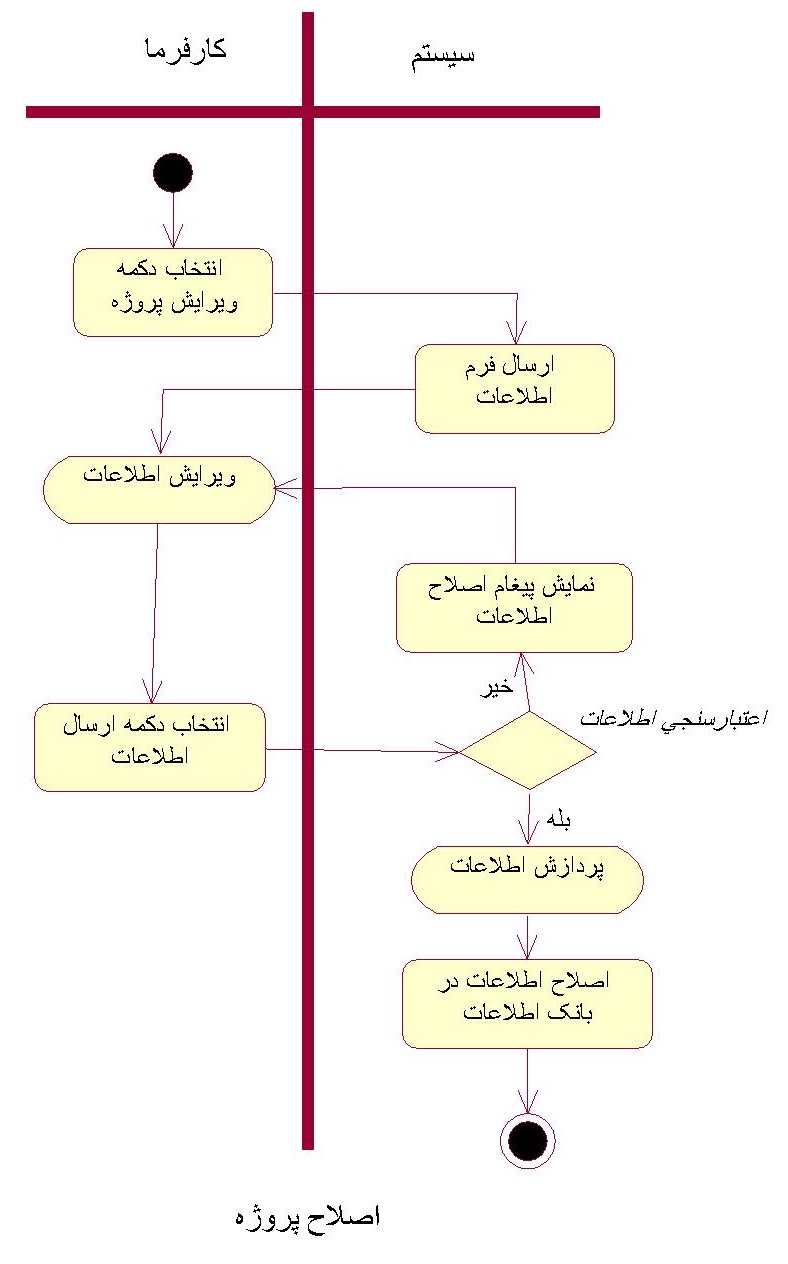 کارفرما
سیستم
انتخاب دکمه
ویرایش پروژه
ارسال فرم
اطلاعات
ویرایش اطلاعات
نمایش پیغام اصلاح
اطلاعات
خیر
انتخاب دکمه ارسال
اطلاعات
اعتبارسنجي اطلاعات
بله
پردازش اطلاعات
اصلاح اطلاعات در
بانک اطلاعات
اصلاح پروژه